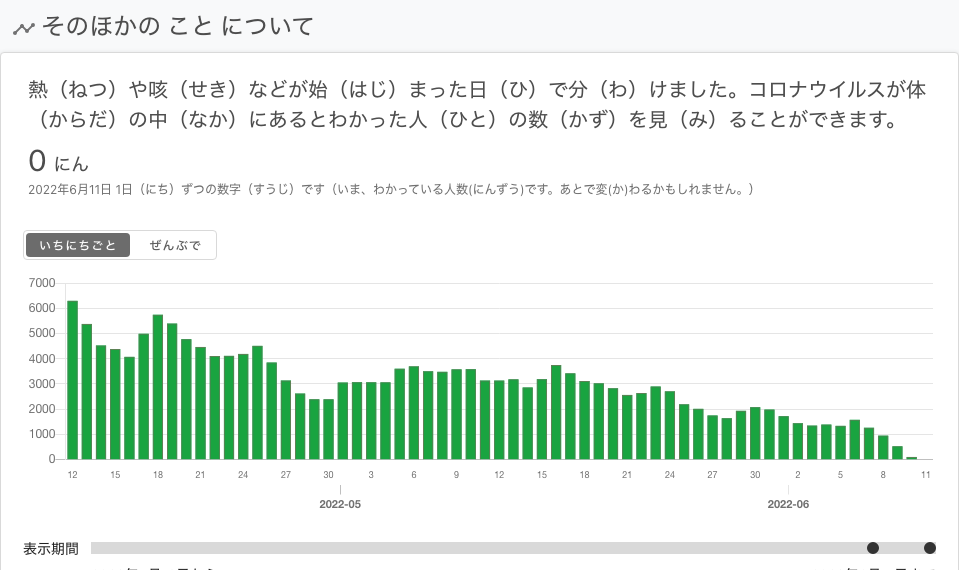 そのほかの こと について
熱（ねつ）や咳（せき）などが始（はじ）まった日（ひ）で分（わ）けました。コロナウイルスが体
（からだ）の中（なか）にあるとわかった人（ひと）の数（かず）を見（み）ることができます。
0 にん
2022年6月11日 1日（にち）ずつの数字（すうじ）です（いま、わかっている人数(にんずう)です。あとで変(か)わるかもしれません。）
いちにちごと ぜんぶで
7000
6000
5000
4000
3000
2000
1000
0
12 15 18 21 24 27 30 3 6 9 12 15 18 21 24 27 30 2 5 8 11
2022-05 2022-06
表示期間